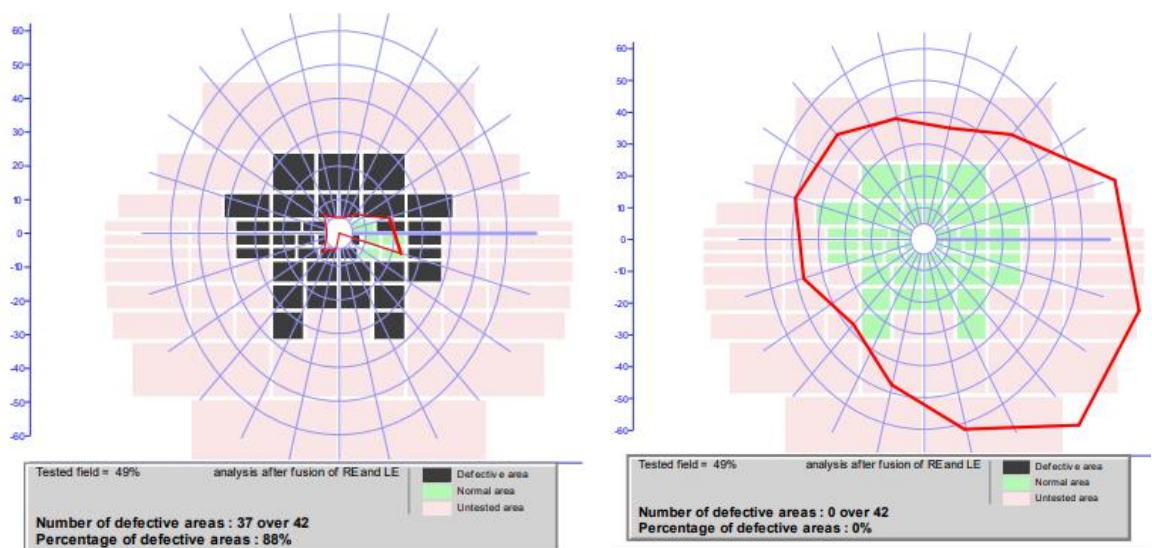 60
50
40
30
20
10
0
-10
-20
-30
-40
-50
-60
Tested field = 49% analysis after fusion of RE and LE
Defective area
Normal area
Untested area
Number of defective areas : 37 over 42
Percentage of defective areas : 88%
60
50
40
30
20
10
0
-10
-20
-30
-40
-50
-60
Tested field = 49% analysis after fusion of RE and LE
Defective area
Normal area
Untested area
Number of defective areas : 0 over 42
Percentage of defective areas : 0%